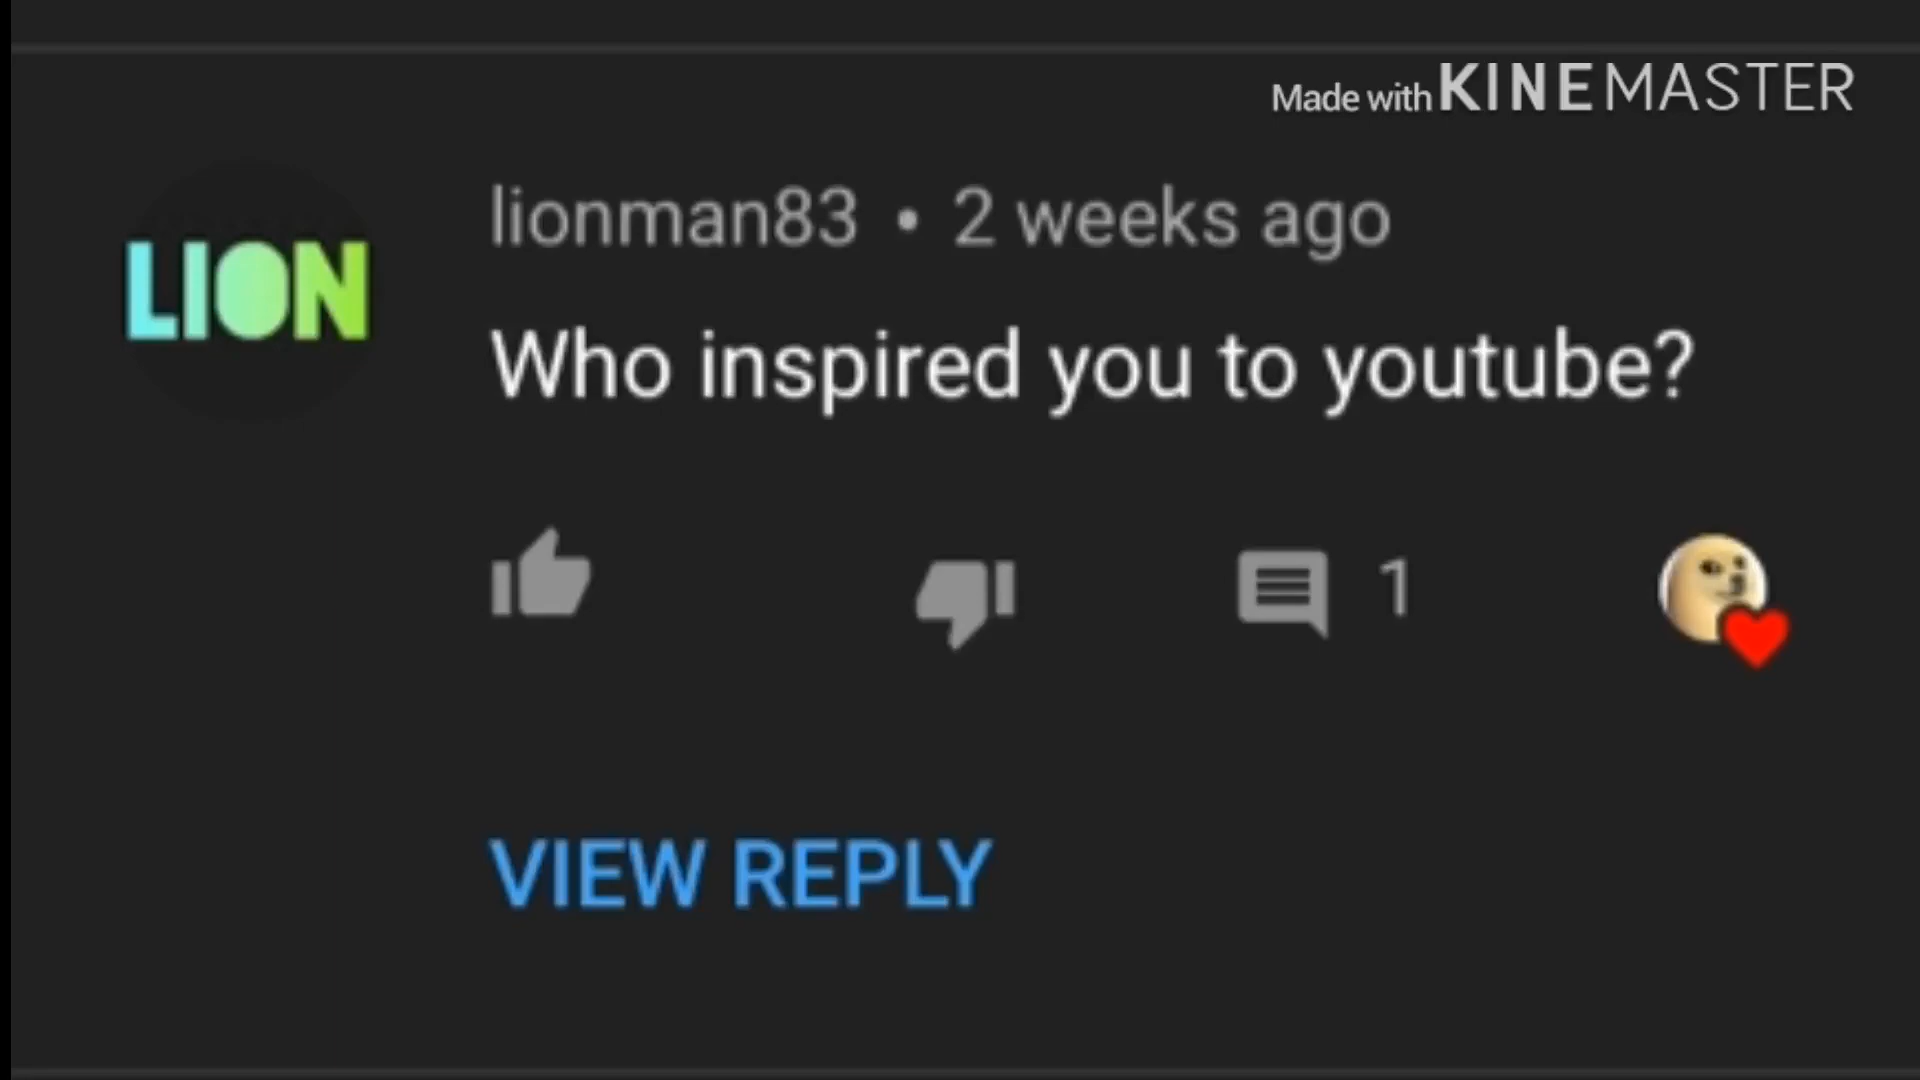 Made with KINEMASTER
LION
lionman83 • 2 weeks ago
Who inspired you to youtube?
1
VIEW REPLY